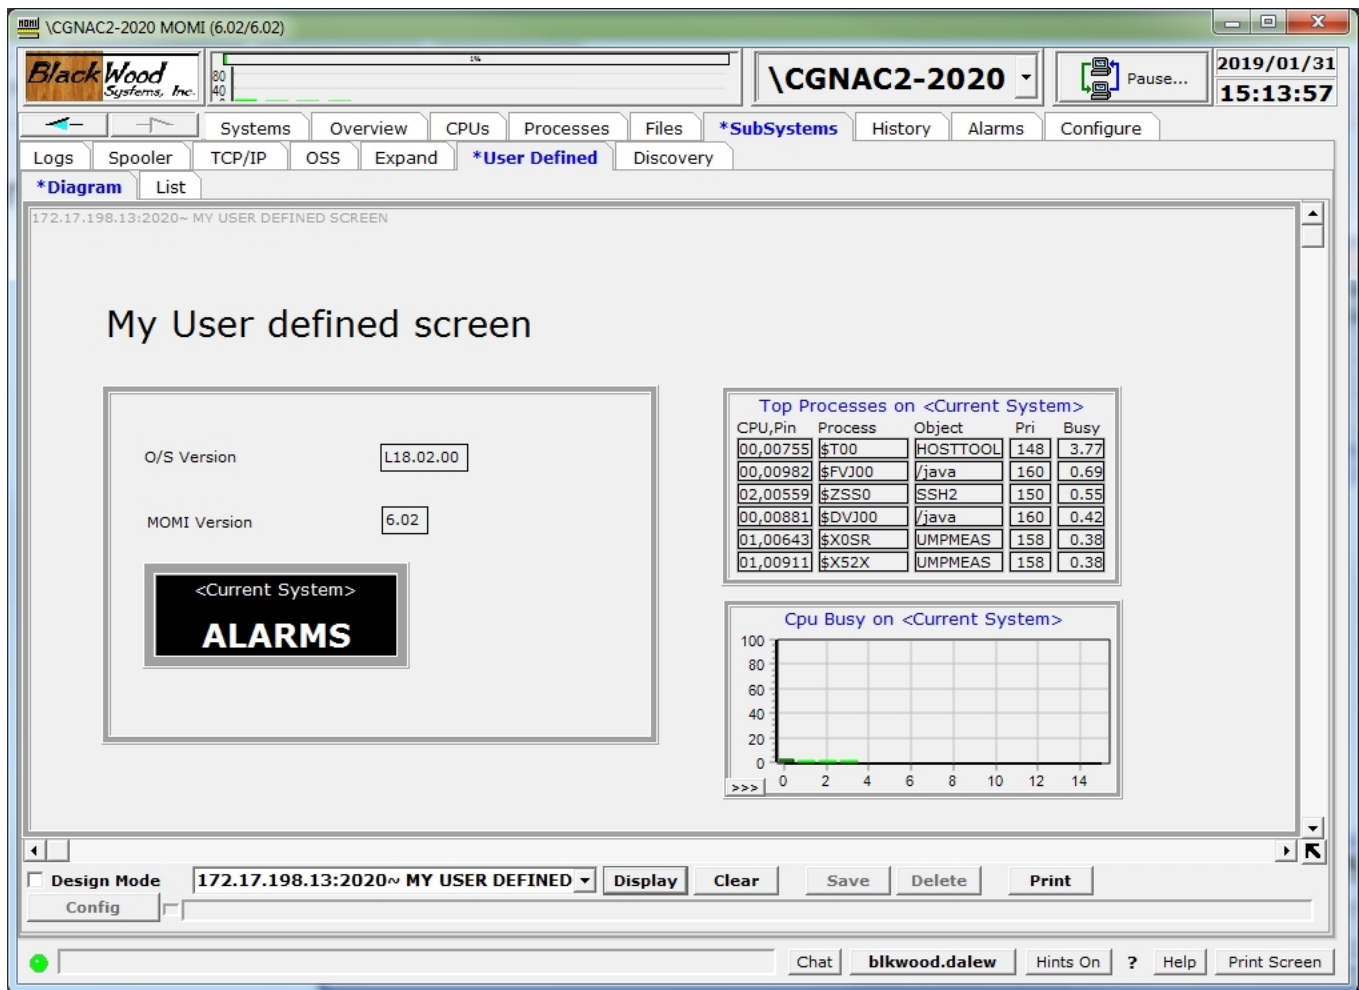 MOMI \CGNAC2-2020 MOMI (6.02/6.02)
BlackWood
Systems, Inc.
80
40
1%
\CGNAC2-2020
Pause...
2019/01/31
15:13:57
Systems Overview CPUs Processes Files *SubSystems History Alarms Configure
Logs Spooler TCP/IP OSS Expand *User Defined Discovery
*Diagram List
172.17.198.13:2020~ MY USER DEFINED SCREEN
My User defined screen
O/S Version L18.02.00
MOMI Version 6.02
<Current System>
ALARMS
Top Processes on <Current System>
CPU,Pin Process Object Pri Busy
00,00755 $T00 HOSTTOOL 148 3.77
00,00982 $FVJ00 /java 160 0.69
02,00559 $ZSS0 SSH2 150 0.55
00,00881 $DVJ00 /java 160 0.42
01,00643 $X0SR UMPMEAS 158 0.38
01,00911 $X52X UMPMEAS 158 0.38
Cpu Busy on <Current System>
100
80
60
40
20
0
>>> 0 2 4 6 8 10 12 14
Design Mode 172.17.198.13:2020~ MY USER DEFINED Display Clear Save Delete Print
Config
Chat blkwood.dalew Hints On ? Help Print Screen